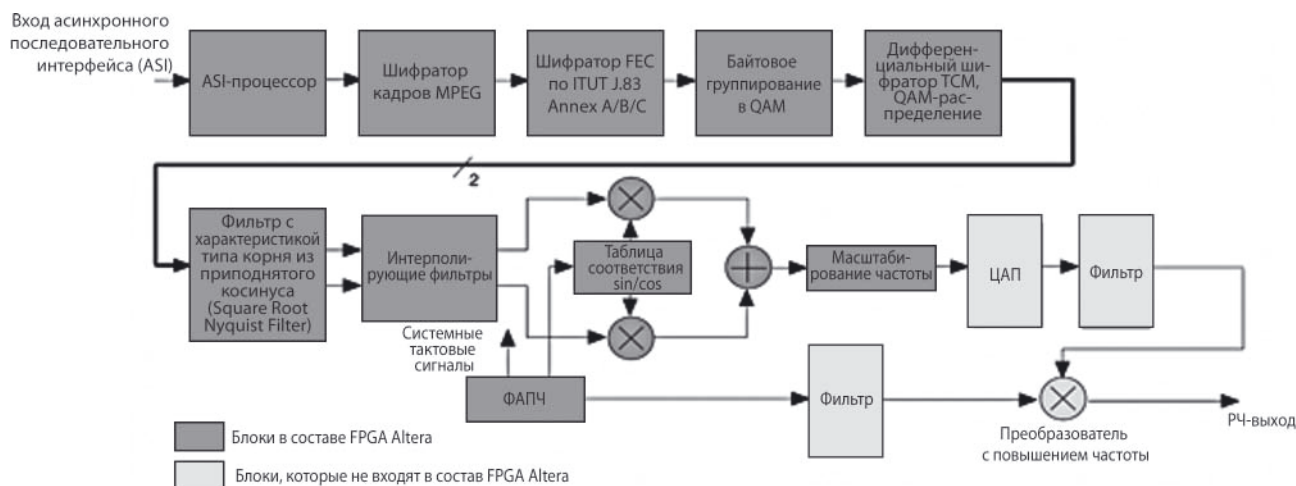 Вход асинхронного
последовательного
интерфейса (ASI)
ASI-процессор
Шифратор
кадров MPEG
Шифратор FEC
по ITUT J.83
Annex A/B/C
Байтовое
группирование
в QAM
Дифферен-
циальный ши-
фратор TCM,
QAM-рас-
пределение
2
Фильтр с
характеристикой
типа корня из
приподнятого
косинуса
(Square Root
Nyquist Filter)
Интерполи-
рующие фильтры
Таблица
соответствия
sin/cos
Масштаби-
рование частоты
ЦАП
Фильтр
Системные
тактовые
сигналы
ФАПЧ
Фильтр
Преобразователь
с повышением частоты
РЧ-выход
Блоки в составе FPGA Altera
Блоки, которые не входят в состав FPGA Altera